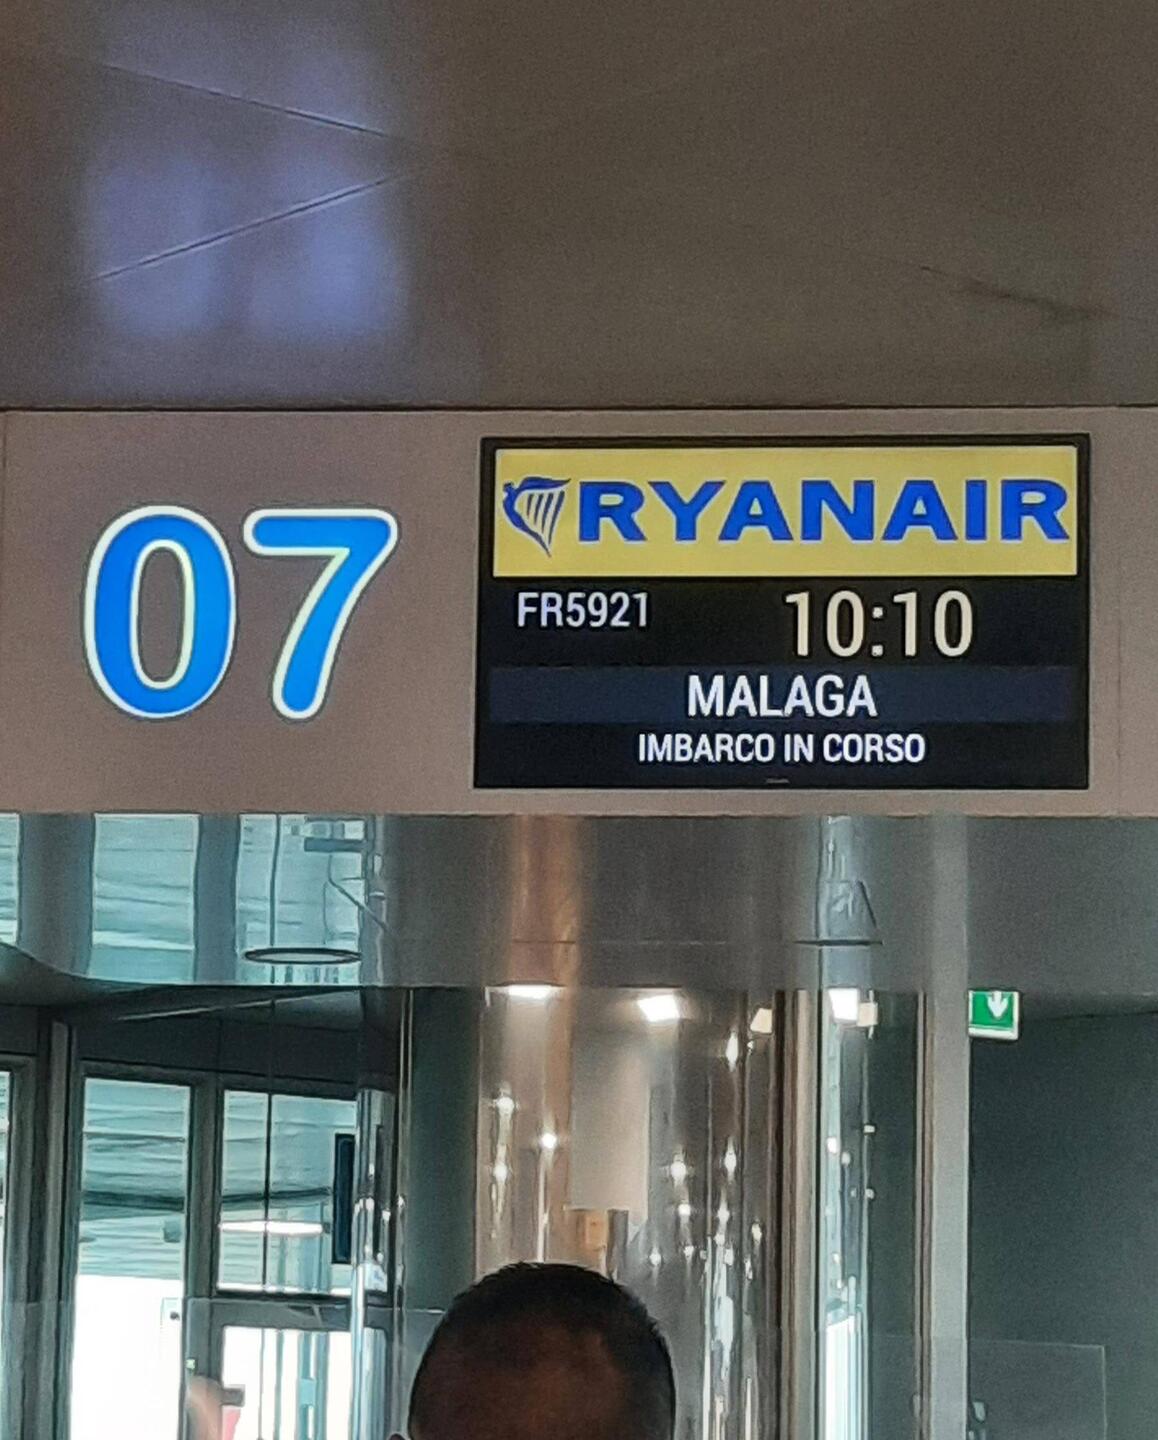 07
RYANAIR
FR5921 10:10
MALAGA
IMBARCO IN CORSO